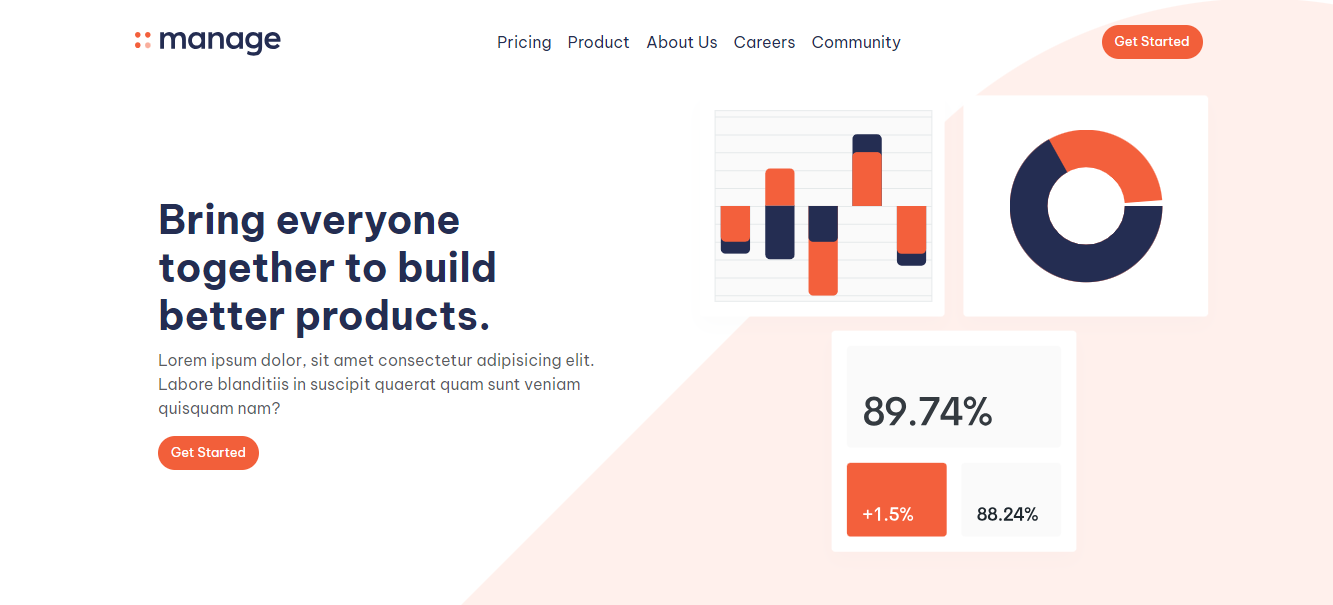 manage
Pricing Product About Us Careers Community
Get Started
Bring everyone
together to build
better products.
Lorem ipsum dolor, sit amet consectetur adipisicing elit.
Labore blanditiis in suscipit quaerat quam sunt veniam
quisquam nam?
Get Started
89.74%
+1.5%
88.24%